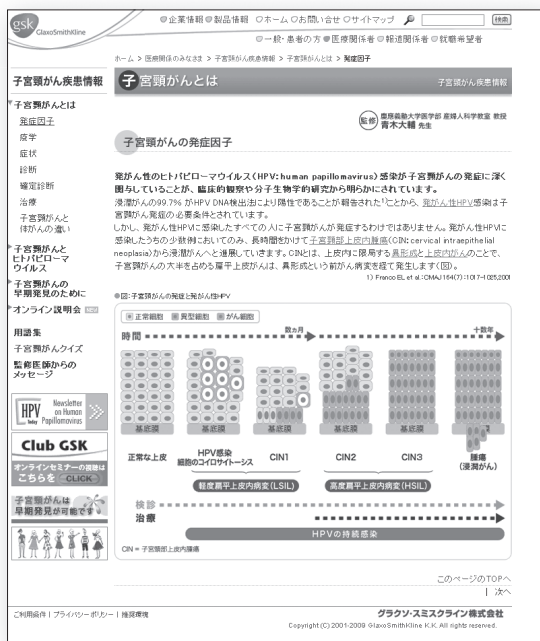 gsk GlaxoSmithKline
企業情報 製品情報 ホーム お問い合せ サイトマップ 検索
一般・患者の方 医療関係者 報道関係者 就職希望者
ホーム > 医療関係のみなさま > 子宮頸がん疾患情報 > 子宮頸がんとは > 発症因子
子宮頸がん疾患情報
子宮頸がんとは
子宮頸がん疾患情報
子宮頸がんとは
発症因子
疫学
症状
診断
確定診断
治療
子宮頸がんと
体がんの違い
子宮頸がんと
ヒトパピローマ
ウイルス
子宮頸がんの
早期発見のために
オンライン説明会
用語集
子宮頸がんクイズ
監修医師からの
メッセージ
HPV Today
Newsletter
on Human
Papillomavirus
Club GSK
オンラインセミナーの視聴は
こちらを CLICK
子宮頸がんは
早期発見が可能です
監修
慶應義塾大学医学部 産婦人科学教室 教授
青木大輔 先生
子宮頸がんの発症因子
発がん性のヒトパピローマウイルス(HPV: human papillomavirus)感染が子宮頸がんの発症に深く
関与していることが、臨床的観察や分子生物学的研究から明らかにされています。
浸潤がんの99.7% がHPV DNA検出法により陽性であることが報告された1)ことから、発がん性HPV感染は子
宮頸がん発症の必要条件とされています。
しかし、発がん性HPVに感染したすべての人に子宮頸がんが発症するわけではありません。発がん性HPVに
感染したうちの少数例においてのみ、長時間をかけて子宮頸部上皮内腫瘍(CIN: cervical intraepithelial
neoplasia)から浸潤がんへと進展していきます。CINとは、上皮内に限局する異形成と上皮内がんのことで、
子宮頸がんの大半を占める扁平上皮がんは、異形成という前がん病変を経て発生します(図)。
1) Franco EL et al.:CMAJ 164(7):1017-1025,2001
図:子宮頸がんの発症と発がん性HPV
正常細胞 異型細胞 がん細胞
時間 数ヵ月 十数年
基底膜 基底膜 基底膜 基底膜 基底膜
正常な上皮
HPV感染
細胞のコイロサイトーシス
CIN1
CIN2
CIN3
腫瘍
(浸潤がん)
軽度扁平上皮内病変(LSIL)
高度扁平上皮内病変(HSIL)
検診
治療
HPVの持続感染
CIN = 子宮頸部上皮内腫瘍
このページのTOPへ
| 次へ
ご利用条件 | プライバシーポリシー | 推奨環境
グラクソ・スミスクライン株式会社
Copyright (C) 2001-2009 GlaxoSmithKline K.K. All rights reserved.